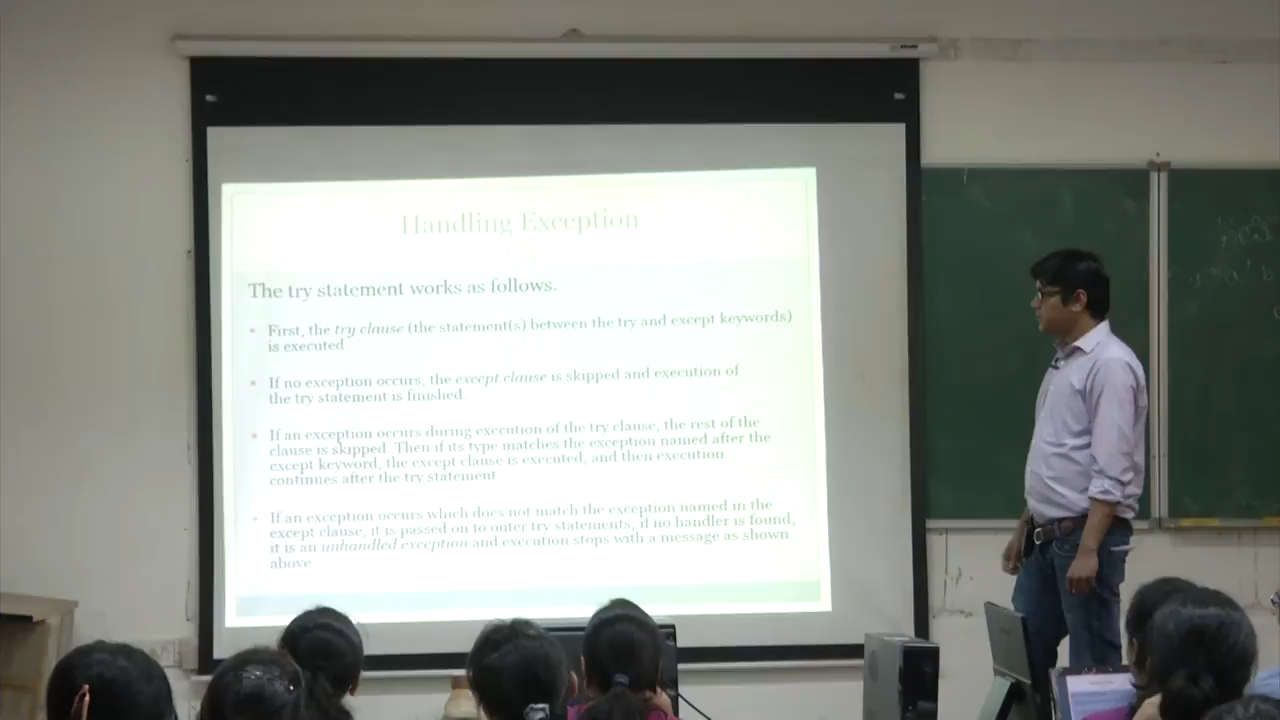 Handling Exception
The try statement works as follows.
First, the try clause (the statement(s) between the try and except keywords)
is executed.
If no exception occurs, the except clause is skipped and execution of
the try statement is finished.
If an exception occurs during execution of the try clause, the rest of the
clause is skipped. Then if its type matches the exception named after the
except keyword, the except clause is executed, and then execution
continues after the try statement
If an exception occurs which does not match the exception named in the
except clause, it is passed on to outer try statements, if no handler is found,
it is an unhandled exception and execution stops with a message as shown
above